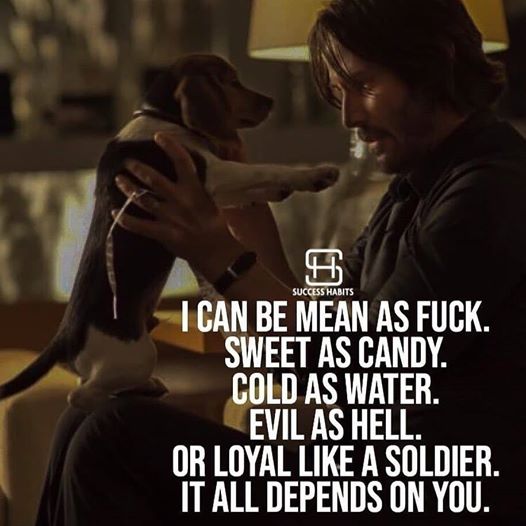 SH
SUCCESS HABITS
I CAN BE MEAN AS FUCK.
SWEET AS CANDY.
COLD AS WATER.
EVIL AS HELL.
OR LOYAL LIKE A SOLDIER.
IT ALL DEPENDS ON YOU.